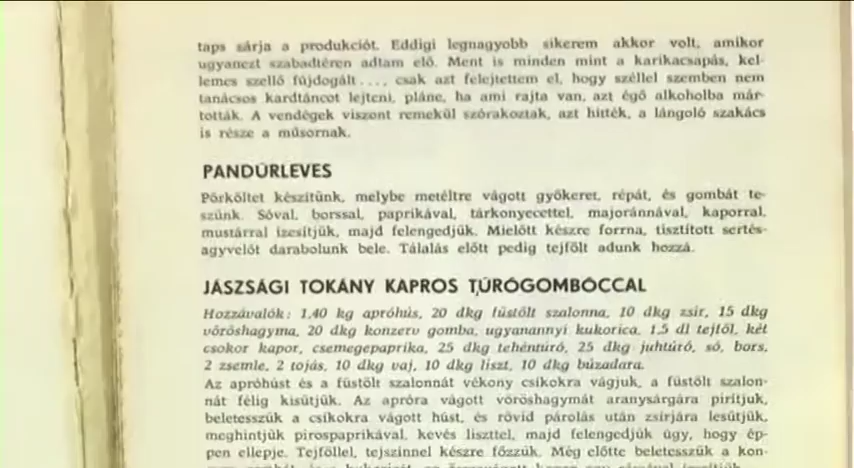 taps sárja a produkciót. Eddigi legnagyobb sikerem akkor volt, amikor
ugyanezt szabadtéren adtam elő. Ment is minden mint a karikacsapás, kel-
lemes szellő fújdogált...., csak azt felejtettem el, hogy széllel szemben nem
tanácsos kardtáncot lejteni, pláne, ha ami rajta van, azt égő alkoholba már-
tották. A vendégek viszont remekül szórakoztak, azt hitték, a lángoló szakács
is része a műsornak.
PANDÚRLEVES
Pörköltet készítünk, melybe metéltre vágott gyökeret, répát, és gombát te-
szünk. Sóval, borssal, paprikával, tárkonyecettel, majoránnával, kaporral,
mustárral ízesítjük, majd felengedjük. Mielőtt készre forrna, tisztított sertés-
agyvelőt darabolunk bele. Tálalás előtt pedig tejfölt adunk hozzá.
JÁSZSÁGI TOKÁNY KAPROS TÚRÓGOMBÓCCAL
Hozzávalók: 1,40 kg apróhús, 20 dkg füstölt szalonna, 10 dkg zsír, 15 dkg
vöröshagyma, 20 dkg konzerv gomba, ugyanannyi kukorica, 1,5 dl tejföl, két
csokor kapor, csemegepaprika, 25 dkg tehéntúró, 25 dkg juhtúró, só, bors,
2 zsemle, 2 tojás, 10 dkg vaj, 10 dkg liszt, 10 dkg búzadara.
Az apróhúst és a füstölt szalonnát vékony csíkokra vágjuk, a füstölt szalon-
nát félig kisütjük. Az apróra vágott vöröshagymát aranysárgára pirítjuk,
beletesszük a csíkokra vágott húst, és rövid párolás után zsírjára lesütjük,
meghintjük pirospaprikával, kevés liszttel, majd felengedjük úgy, hogy ép-
pen ellepje. Tejföllel, tejszínnel készre főzzük. Még előtte beletesszük a kon-